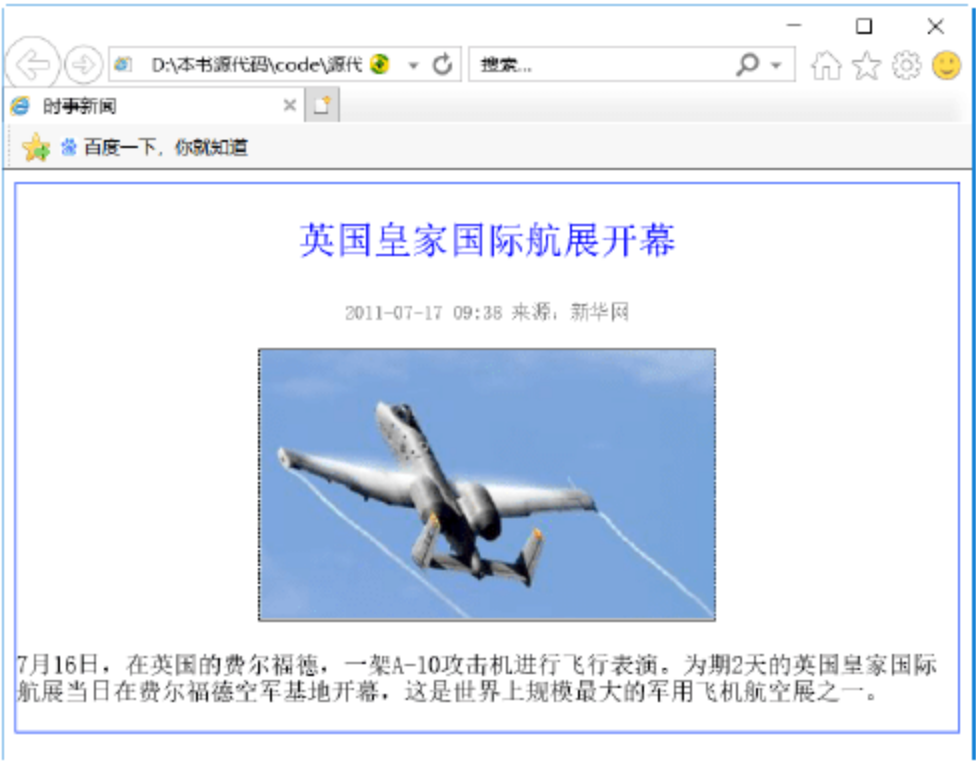 D:\本书源代码\code\源代
搜索...
时事新闻
百度一下，你就知道
英国皇家国际航展开幕
2011-07-17 09:38 来源：新华网
7月16日，在英国的费尔福德，一架A-10攻击机进行飞行表演。为期2天的英国皇家国际
航展当日在费尔福德空军基地开幕，这是世界上规模最大的军用飞机航空展之一。